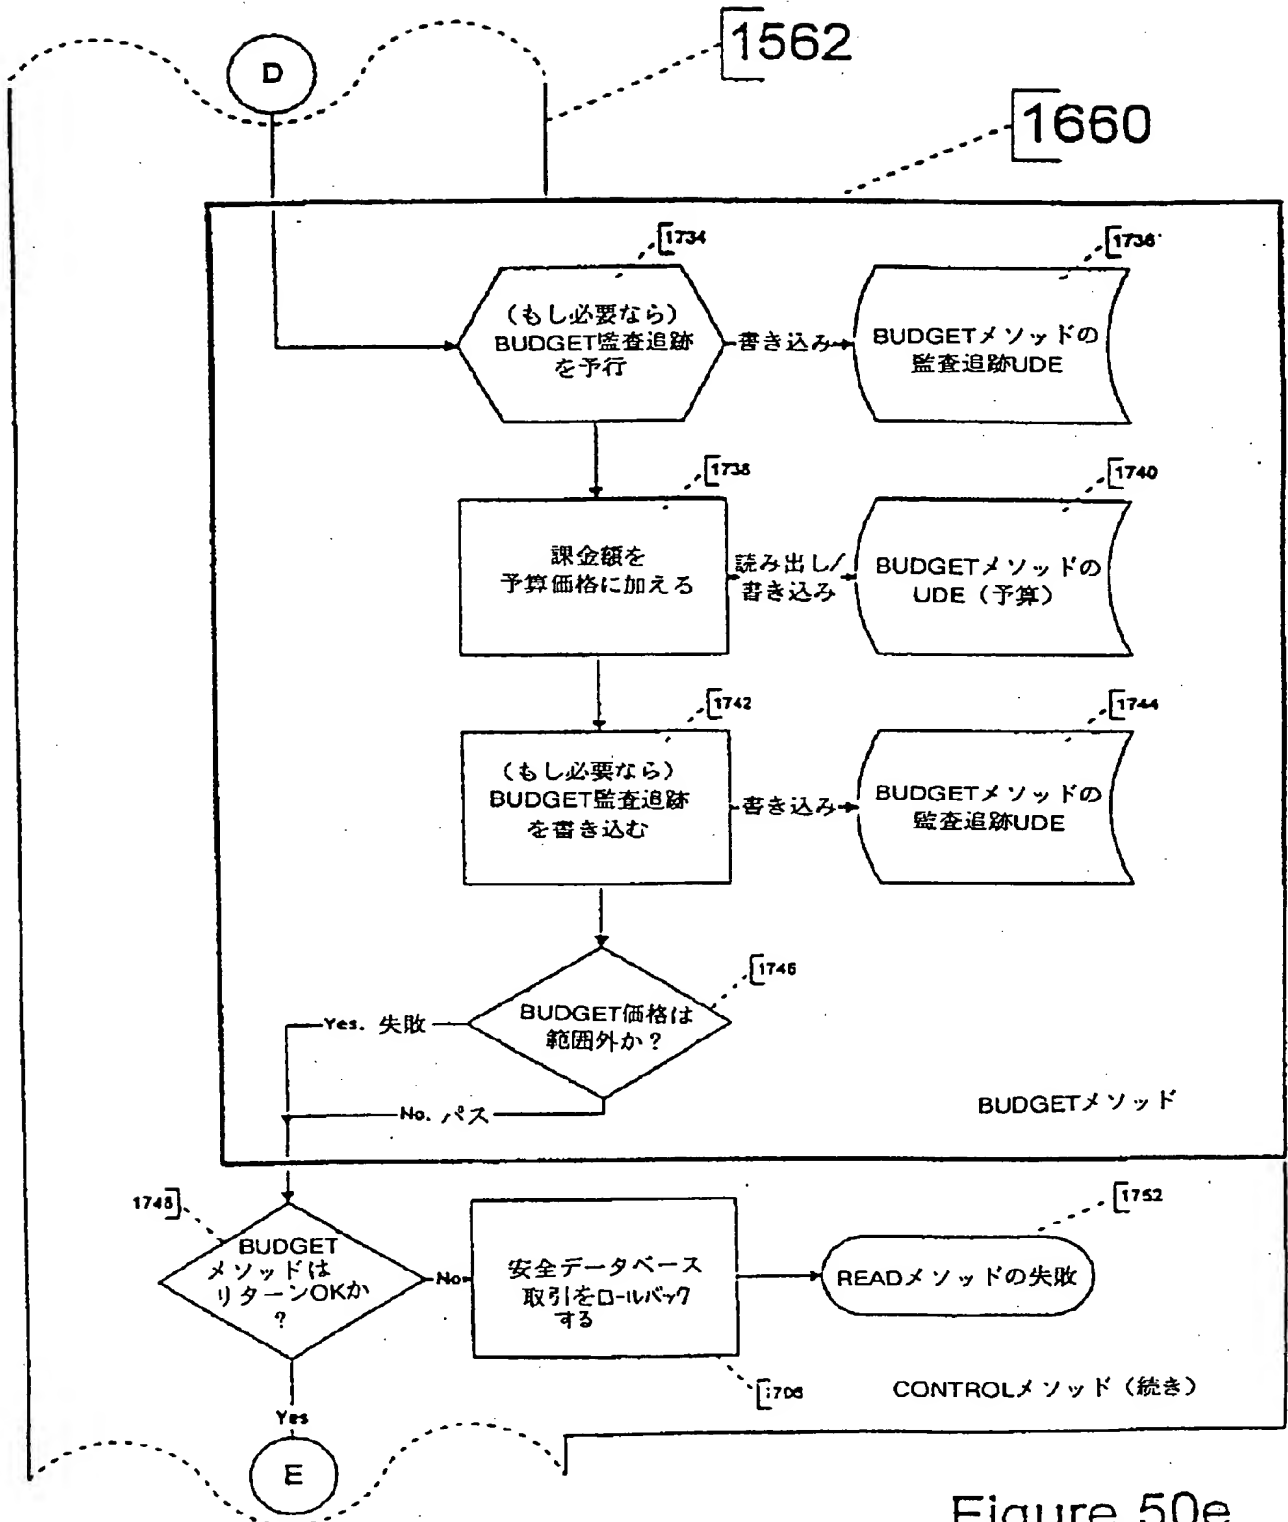 1562
D
1660
1734
1736
(もし必要なら)
BUDGET監査追跡
を予行
書き込み
BUDGETメソッドの
監査追跡UDE
1738
1740
課金額を
予算価格に加える
読み出し/
書き込み
BUDGETメソッドの
UDE(予算)
1742
1744
(もし必要なら)
BUDGET監査追跡
を書き込む
書き込み
BUDGETメソッドの
監査追跡UDE
1746
BUDGET価格は
範囲外か?
Yes. 失敗
No. パス
BUDGETメソッド
1748
BUDGET
メソッドは
リターンOKか
?
No
安全データベース
取引をロールバック
する
1752
READメソッドの失敗
CONTROLメソッド(続き)
Yes
E
Figure 50e